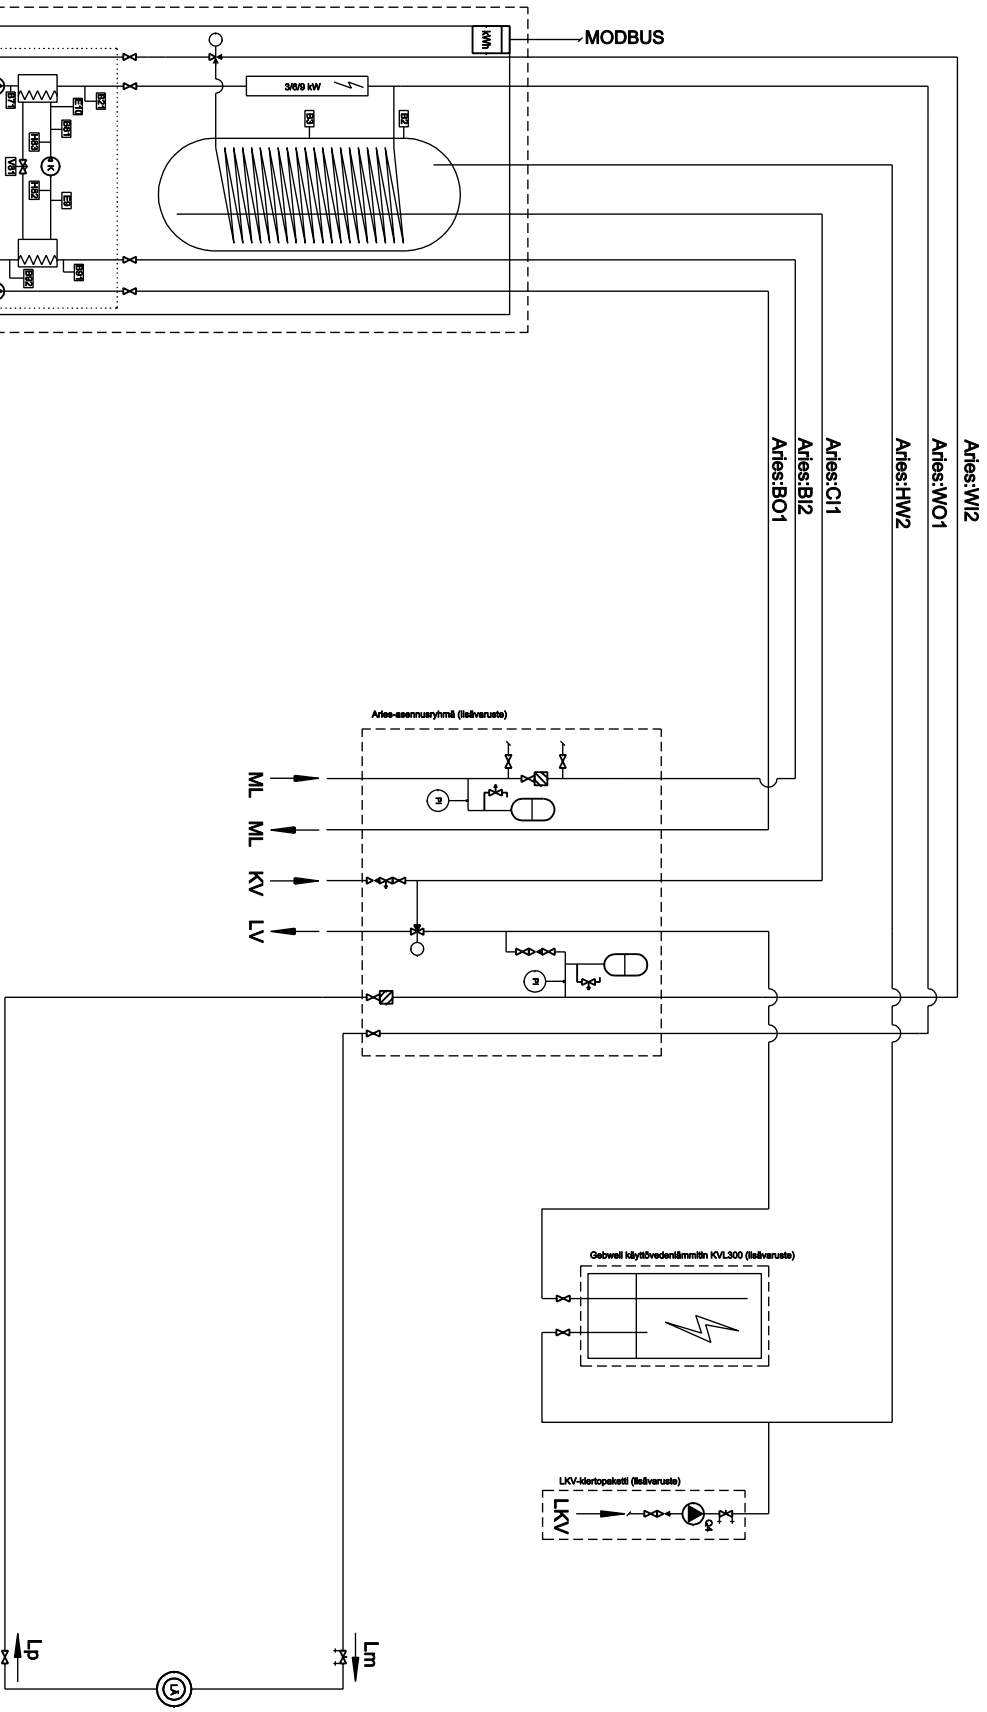 kWh
MODBUS
3/6/9 kW
B71
E10
B21
B81
H83
K
V81
H82
E9
B3
B2
B92
B91
Aries:WI2
Aries:WO1
Aries:HW2
Aries:CI1
Aries:BI2
Aries:BO1
Aries-asennusryhmä (lisävaruste)
ML
PI
ML
KV
LV
PI
Gebwell käyttövedenlämmitin KVL300 (lisävaruste)
LKV-kiertopaketti (lisävaruste)
LKV
Q4
Lp
Lm
LÄ